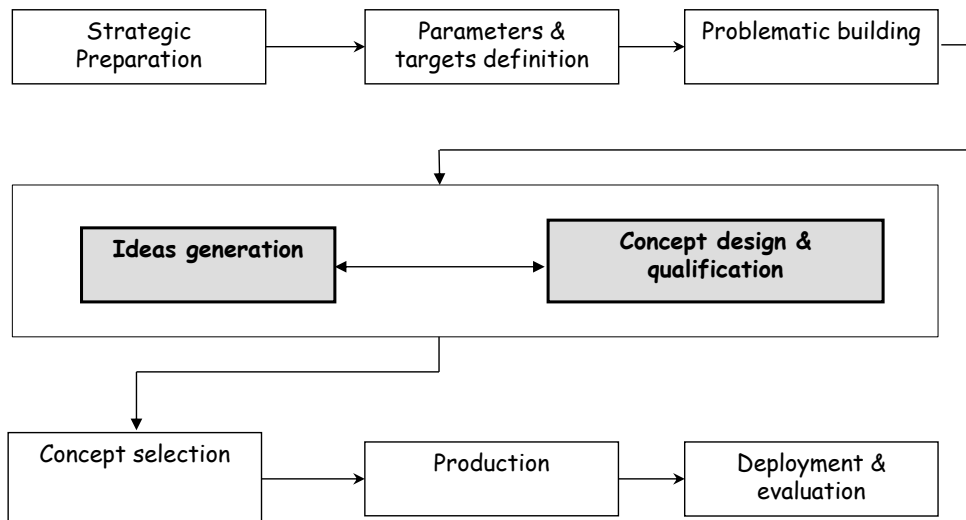 Strategic
Preparation
Parameters &
targets definition
Problematic building
Ideas generation
Concept design &
qualification
Concept selection
Production
Deployment &
evaluation